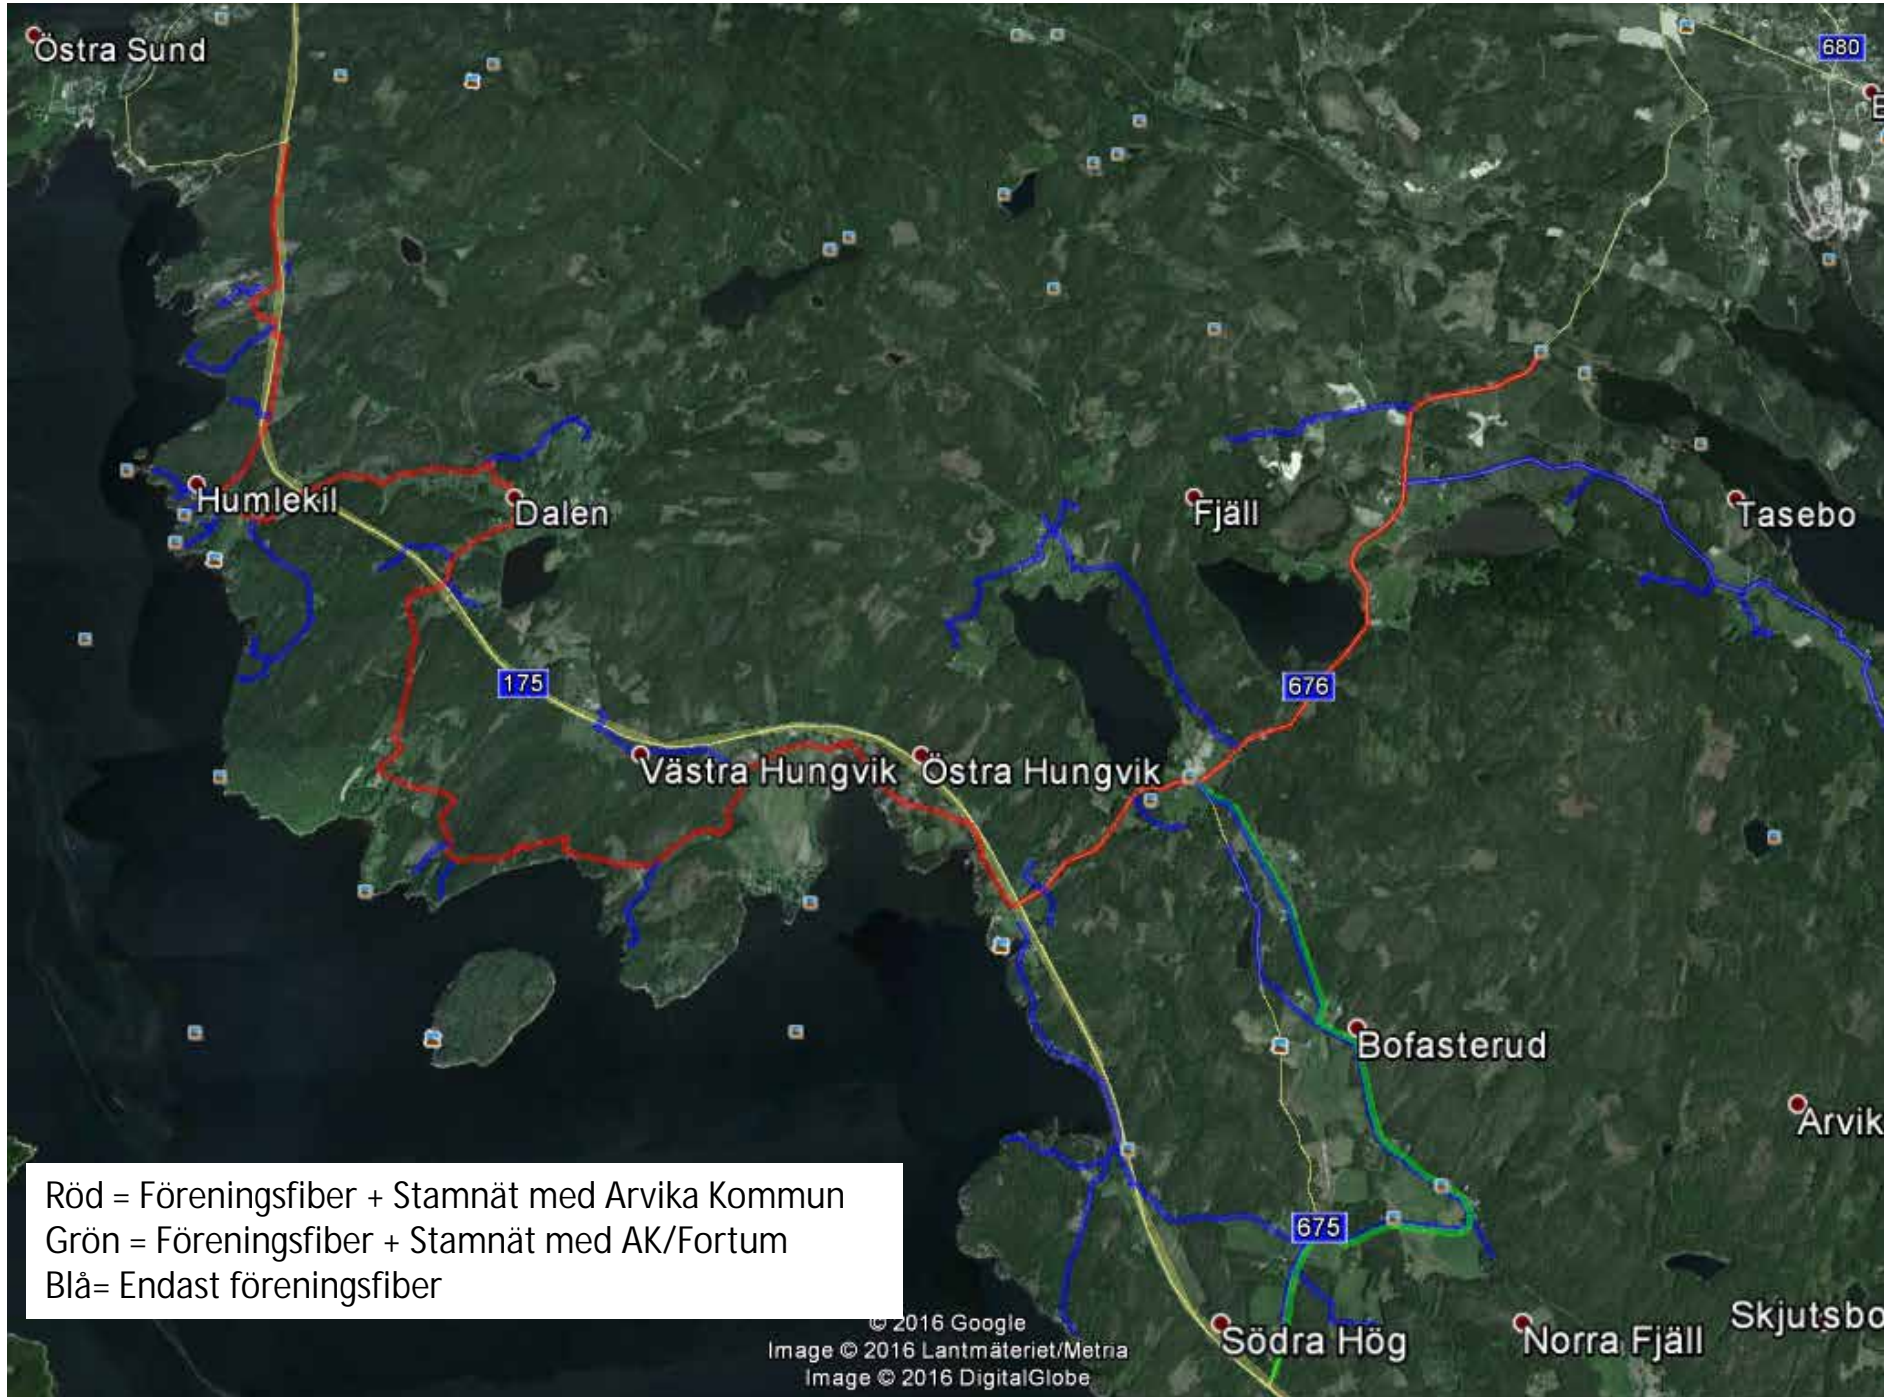 Östra Sund
680
Humlekil
Dalen
Fjäll
Tasebo
175
676
Västra Hungvik
Östra Hungvik
Bofasterud
Arvik
675
Röd = Föreningsfiber + Stamnät med Arvika Kommun
Grön = Föreningsfiber + Stamnät med AK/Fortum
Blå= Endast föreningsfiber
Södra Hög
Norra Fjäll
Skjutsbo
© 2016 Google
Image © 2016 Lantmäteriet/Metria
Image © 2016 DigitalGlobe